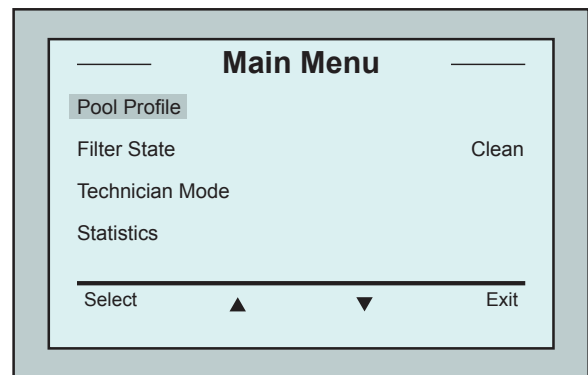 Main Menu
Pool Profile
Filter State Clean
Technician Mode
Statistics
Select ▲ ▼ Exit